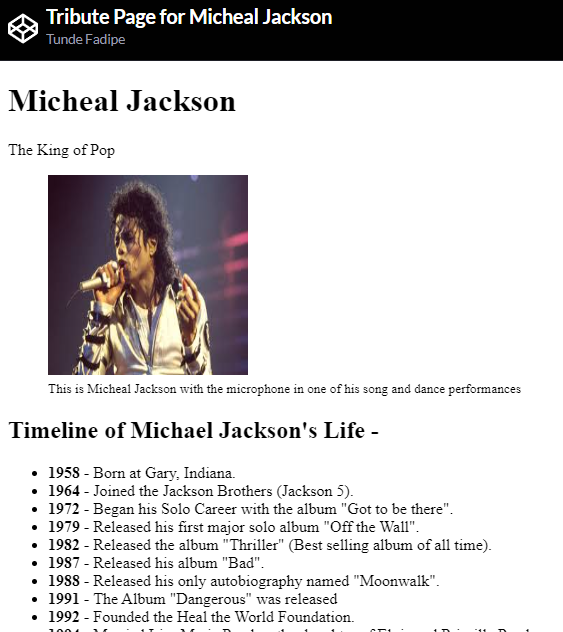 Tribute Page for Micheal Jackson
Tunde Fadipe
Micheal Jackson
The King of Pop
This is Micheal Jackson with the microphone in one of his song and dance performances
Timeline of Michael Jackson's Life -
• 1958 - Born at Gary, Indiana.
• 1964 - Joined the Jackson Brothers (Jackson 5).
• 1972 - Began his Solo Career with the album "Got to be there".
• 1979 - Released his first major solo album "Off the Wall".
• 1982 - Released the album "Thriller" (Best selling album of all time).
• 1987 - Released his album "Bad".
• 1988 - Released his only autobiography named "Moonwalk".
• 1991 - The Album "Dangerous" was released
• 1992 - Founded the Heal the World Foundation.